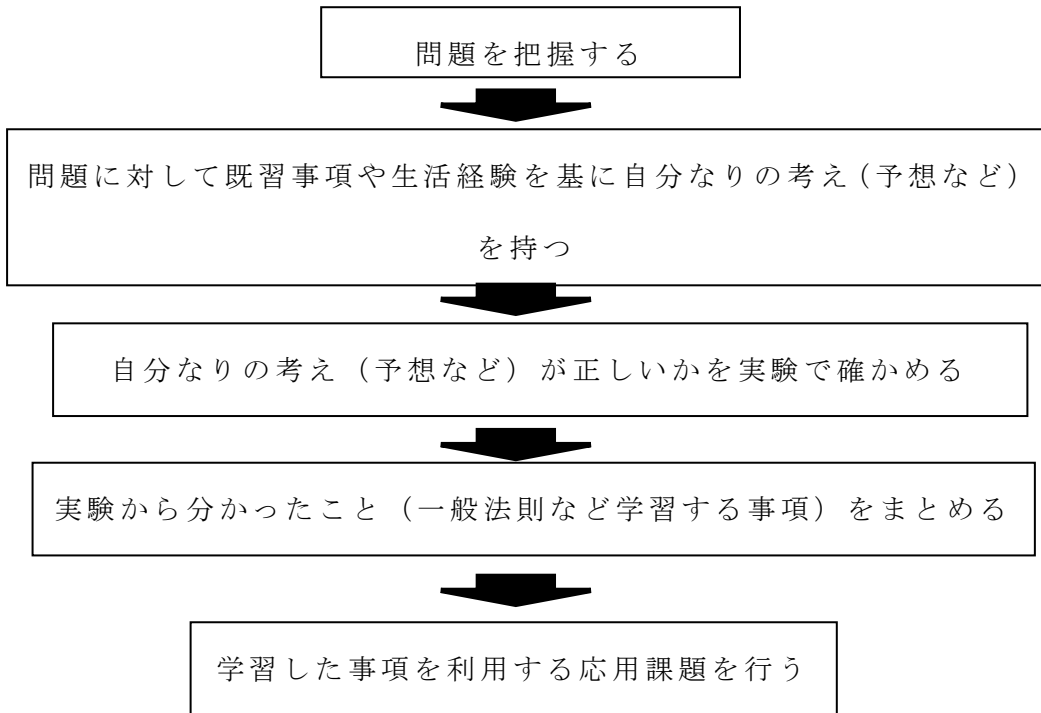 問題を把握する
問題に対して既習事項や生活経験を基に自分なりの考え（予想など）
を持つ
自分なりの考え（予想など）が正しいかを実験で確かめる
実験から分かったこと（一般法則など学習する事項）をまとめる
学習した事項を利用する応用課題を行う